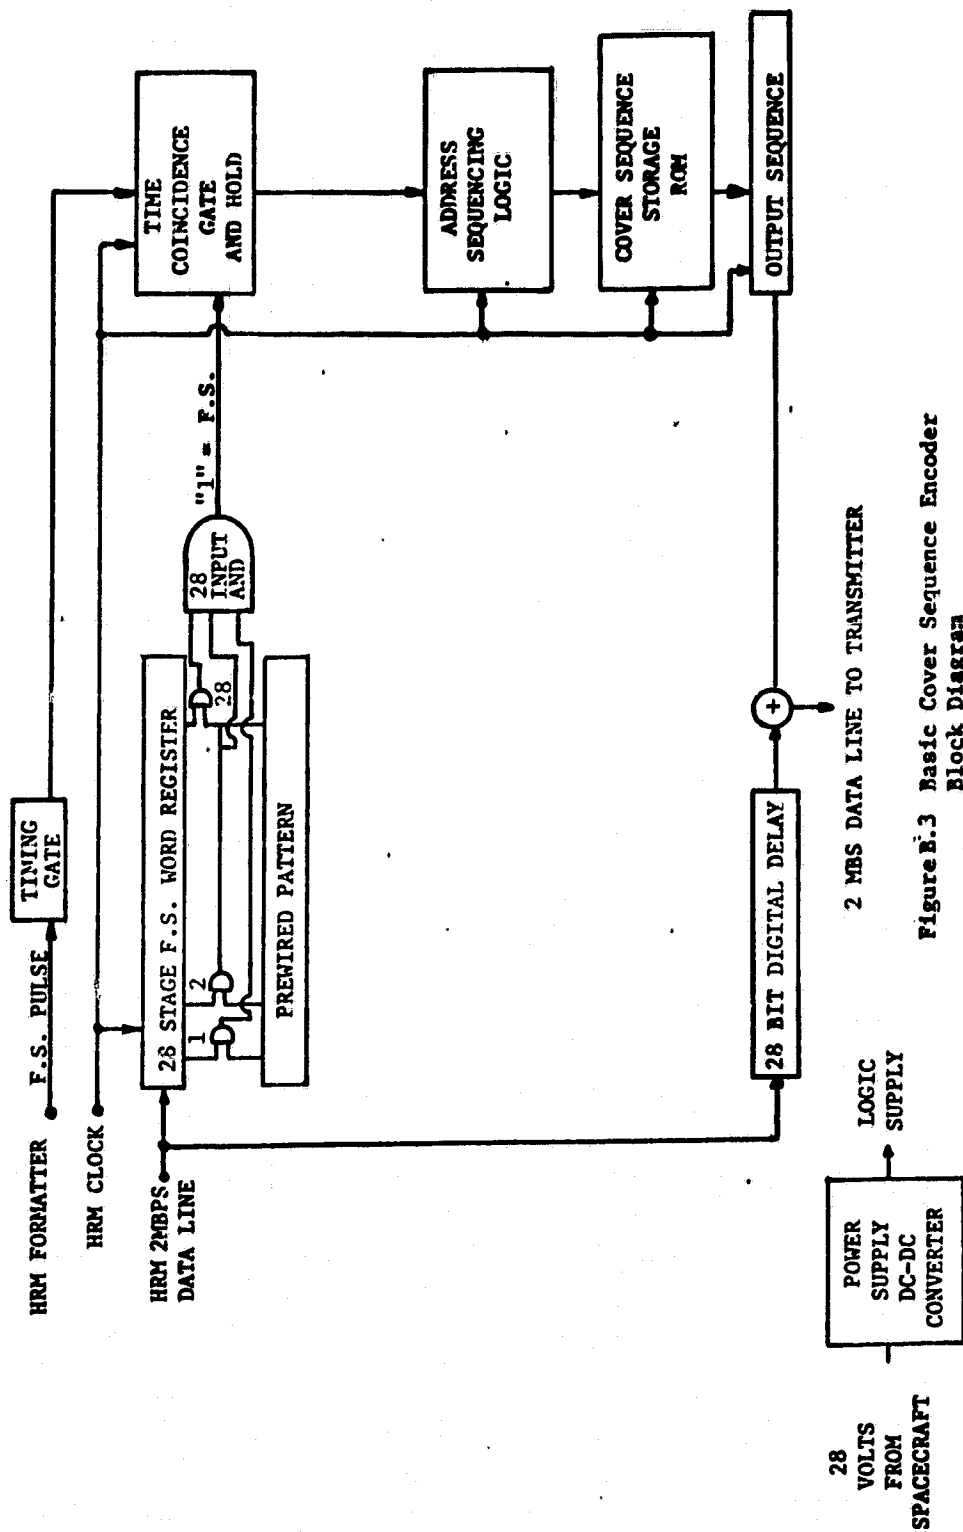 HRM FORMATTER
F.S. PULSE
TIMING
GATE
HRM CLOCK
HRM 2MBPS
DATA LINE
28 STAGE F.S. WORD REGISTER
1
2
28
PREWIRED PATTERN
28
INPUT
AND
"1" = F.S.
TIME
COINCIDENCE
GATE
AND HOLD
ADDRESS
SEQUENCING
LOGIC
COVER SEQUENCE
STORAGE
ROM
OUTPUT SEQUENCE
28 BIT DIGITAL DELAY
+
2 MBS DATA LINE TO TRANSMITTER
28
VOLTS
FROM
SPACECRAFT
POWER
SUPPLY
DC-DC
CONVERTER
LOGIC
SUPPLY
Figure B.3 Basic Cover Sequence Encoder
Block Diagram